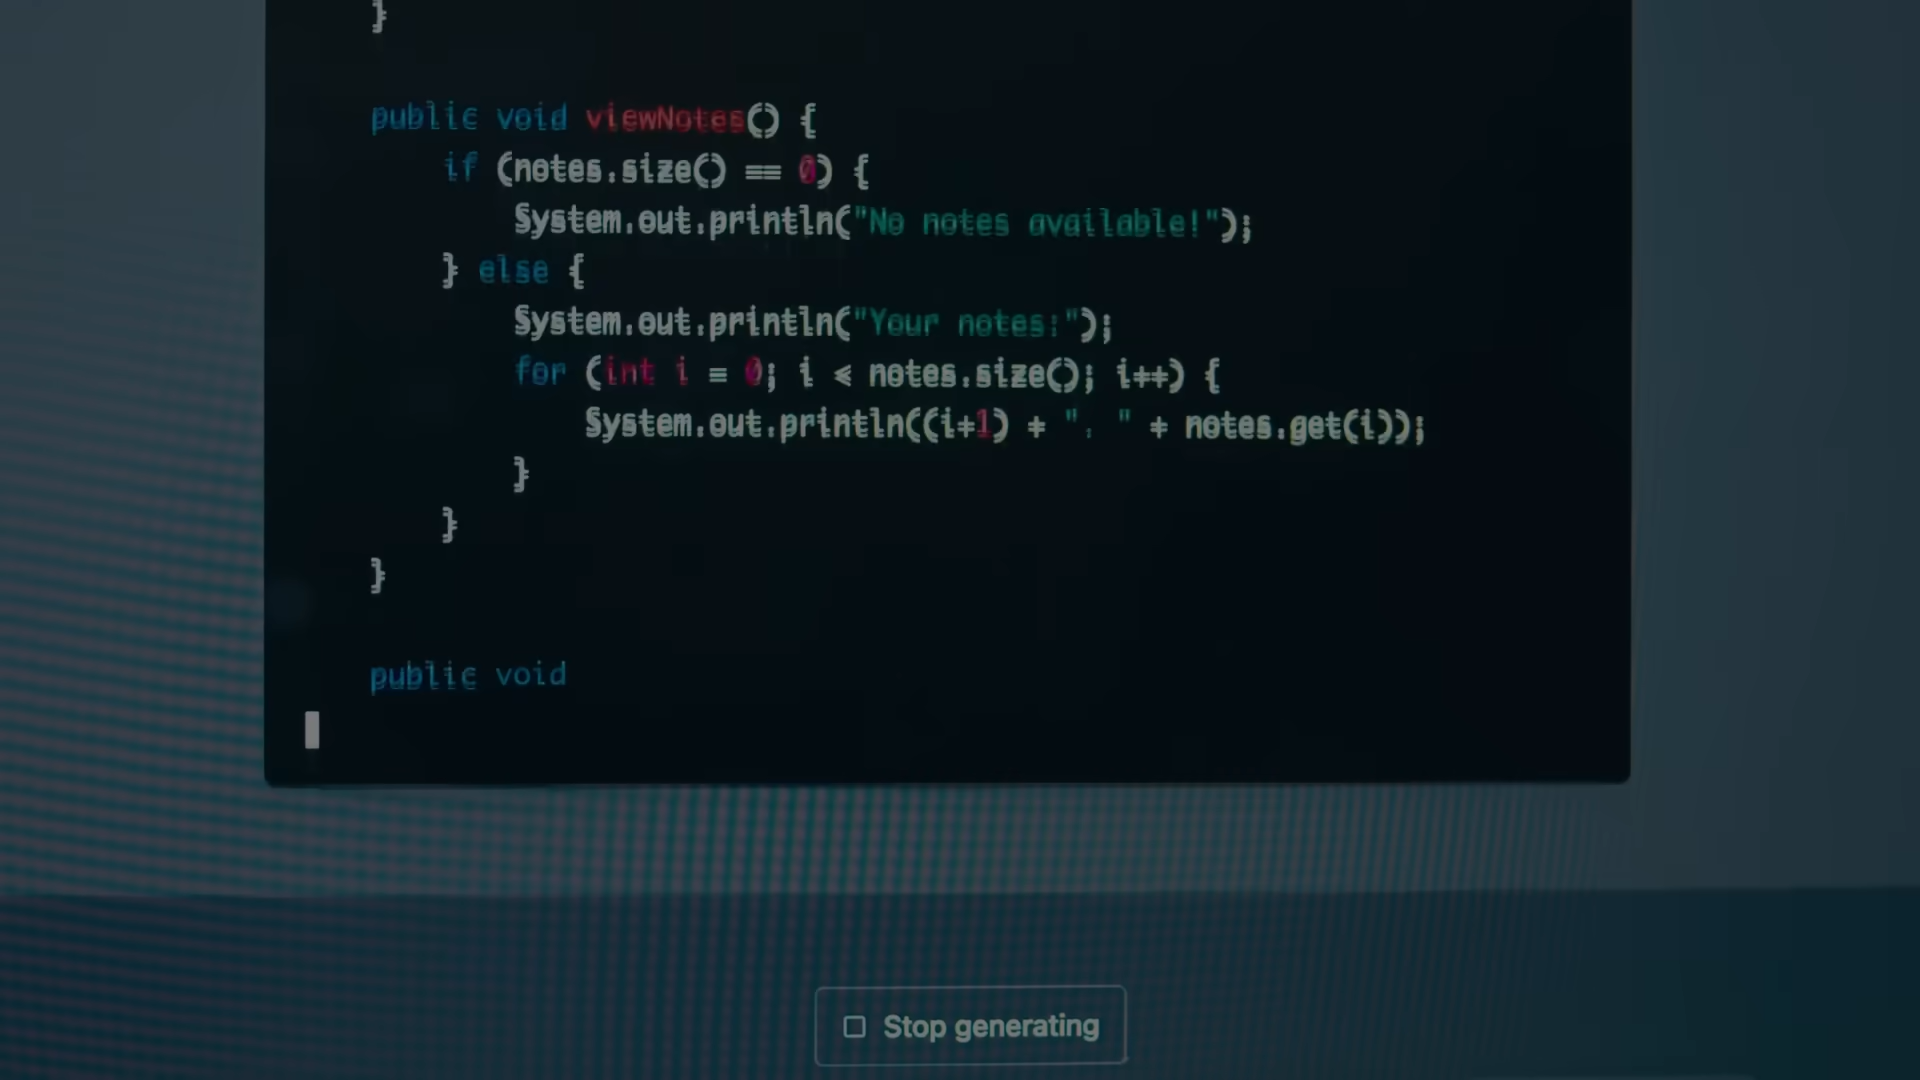 }
public void viewNotes() {
if (notes.size() == 0) {
System.out.println("No notes available!");
} else {
System.out.println("Your notes:");
for (int i = 0; i < notes.size(); i++) {
System.out.println((i+1) + ". " + notes.get(i));
}
}
}
public void
Stop generating